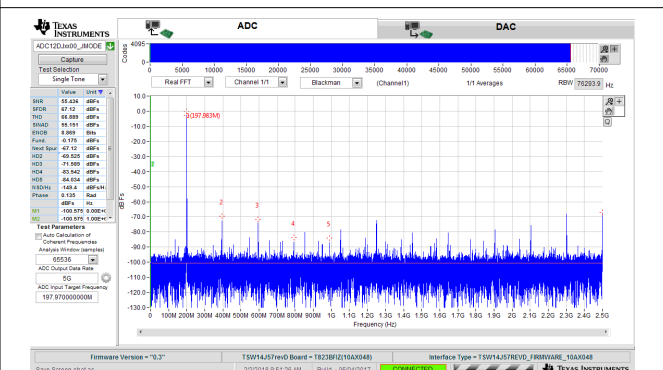 TEXAS INSTRUMENTS
ADC
DAC
ADC12DJxx00_JMODE
Capture
Test Selection
Single Tone
Value Unit
SNR 55.436 dBFs
SFDR 67.12 dBFs
THD 66.889 dBFs
SINAD 55.151 dBFs
ENOB 8.869 Bits
Fund. -0.175 dBFs
Next Spur -67.12 dBFs
HD2 -69.525 dBFs
HD3 -71.589 dBFs
HD4 -83.942 dBFs
HD5 -84.034 dBFs
NSD/Hz -149.4 dBFs/H
Phase 0.135 Rad
dBFs Hz
M1 -100.575 0.00E+
M2 -100.575 1.00E+
Test Parameters
Auto Calculation of
Coherent Frequencies
Analysis Window (samples)
65536
ADC Output Data Rate
5G
ADC Input Target Frequency
197.970000000M
Codes
4095
0
0 5000 10000 15000 20000 25000 30000 35000 40000 45000 50000 55000 60000 65000 70000
Real FFT Channel 1/1 Blackman (Channel1) 1/1 Averages RBW 76293.9 Hz
dBFs
10.0
0.0
-10.0
-20.0
-30.0
-40.0
-50.0
-60.0
-70.0
-80.0
-90.0
-100.0
-110.0
-120.0
-130.0
(197.983M)
2
3
4
5
0 100M 200M 300M 400M 500M 600M 700M 800M 900M 1G 1.1G 1.2G 1.3G 1.4G 1.5G 1.6G 1.7G 1.8G 1.9G 2G 2.1G 2.2G 2.3G 2.4G 2.5G
Frequency (Hz)
Firmware Version = "0.3" TSW14J57revD Board = T823BFIZ(10AX048) Interface Type = TSW14J57REVD_FIRMWARE_10AX048
CONNECTED
TEXAS INSTRUMENTS